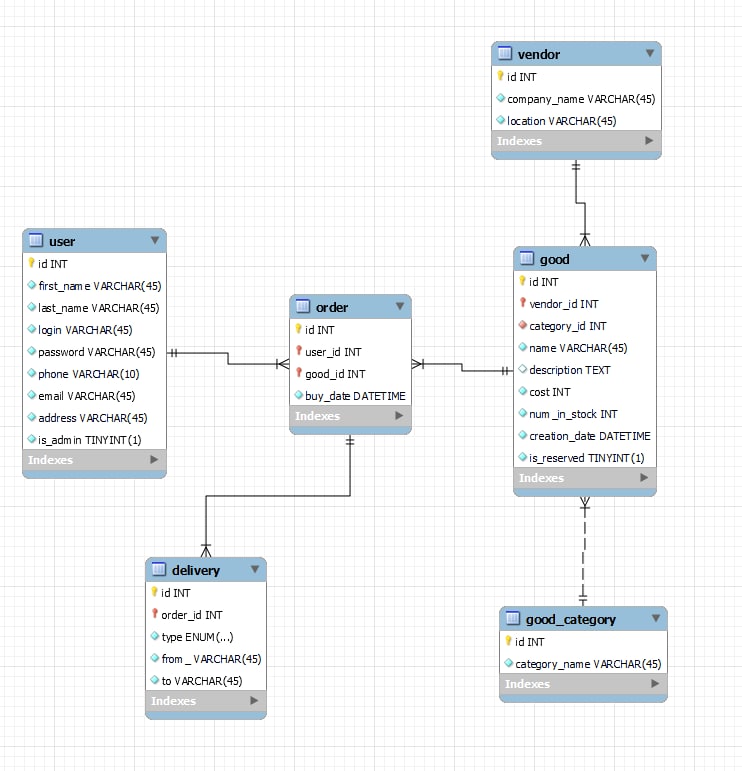 vendor
id INT
company_name VARCHAR(45)
location VARCHAR(45)
Indexes
user
id INT
first_name VARCHAR(45)
last_name VARCHAR(45)
login VARCHAR(45)
password VARCHAR(45)
phone VARCHAR(10)
email VARCHAR(45)
address VARCHAR(45)
is_admin TINYINT(1)
Indexes
order
id INT
user_id INT
good_id INT
buy_date DATETIME
Indexes
good
id INT
vendor_id INT
category_id INT
name VARCHAR(45)
description TEXT
cost INT
num_in_stock INT
creation_date DATETIME
is_reserved TINYINT(1)
Indexes
delivery
id INT
order_id INT
type ENUM(...)
from_ VARCHAR(45)
to VARCHAR(45)
Indexes
good_category
id INT
category_name VARCHAR(45)
Indexes